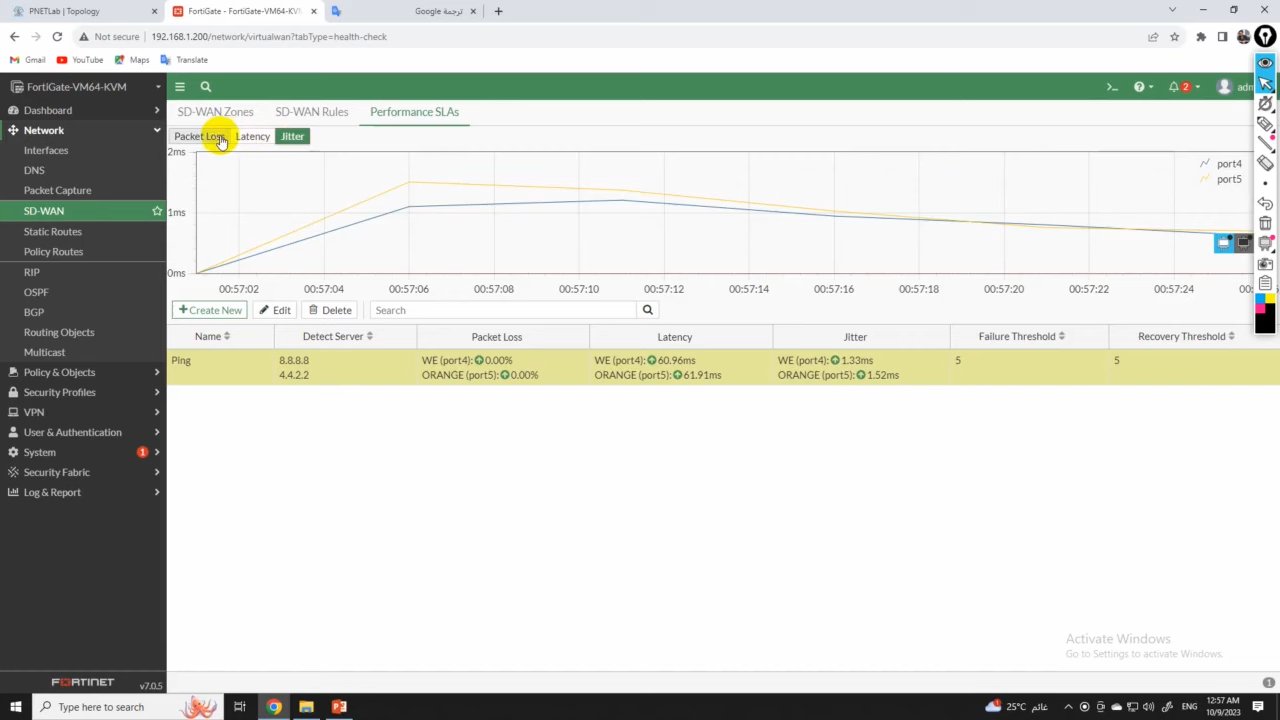 PNETLab | Topology
FortiGate - FortiGate-VM64-KVM
ترجمة Google
Not secure
192.168.1.200/network/virtualwan?tabType=health-check
Gmail
YouTube
Maps
Translate
FortiGate-VM64-KVM
2
adm
Dashboard
Network
Interfaces
DNS
Packet Capture
SD-WAN
Static Routes
Policy Routes
RIP
OSPF
BGP
Routing Objects
Multicast
Policy & Objects
Security Profiles
VPN
User & Authentication
System
1
Security Fabric
Log & Report
FORTINET
v7.0.5
SD-WAN Zones SD-WAN Rules Performance SLAs
Packet Loss Latency Jitter
2ms
1ms
0ms
port4
port5
00:57:02 00:57:04 00:57:06 00:57:08 00:57:10 00:57:12 00:57:14 00:57:16 00:57:18 00:57:20 00:57:22 00:57:24
+ Create New Edit Delete Search
Name Detect Server Packet Loss Latency Jitter Failure Threshold Recovery Threshold
Ping 8.8.8.8 WE (port4): 0.00% WE (port4): 60.96ms WE (port4): 1.33ms 5 5
4.4.2.2 ORANGE (port5): 0.00% ORANGE (port5): 61.91ms ORANGE (port5): 1.52ms
Activate Windows
Go to Settings to activate Windows.
1
Type here to search
25°C غائم
12:57 AM
10/9/2023